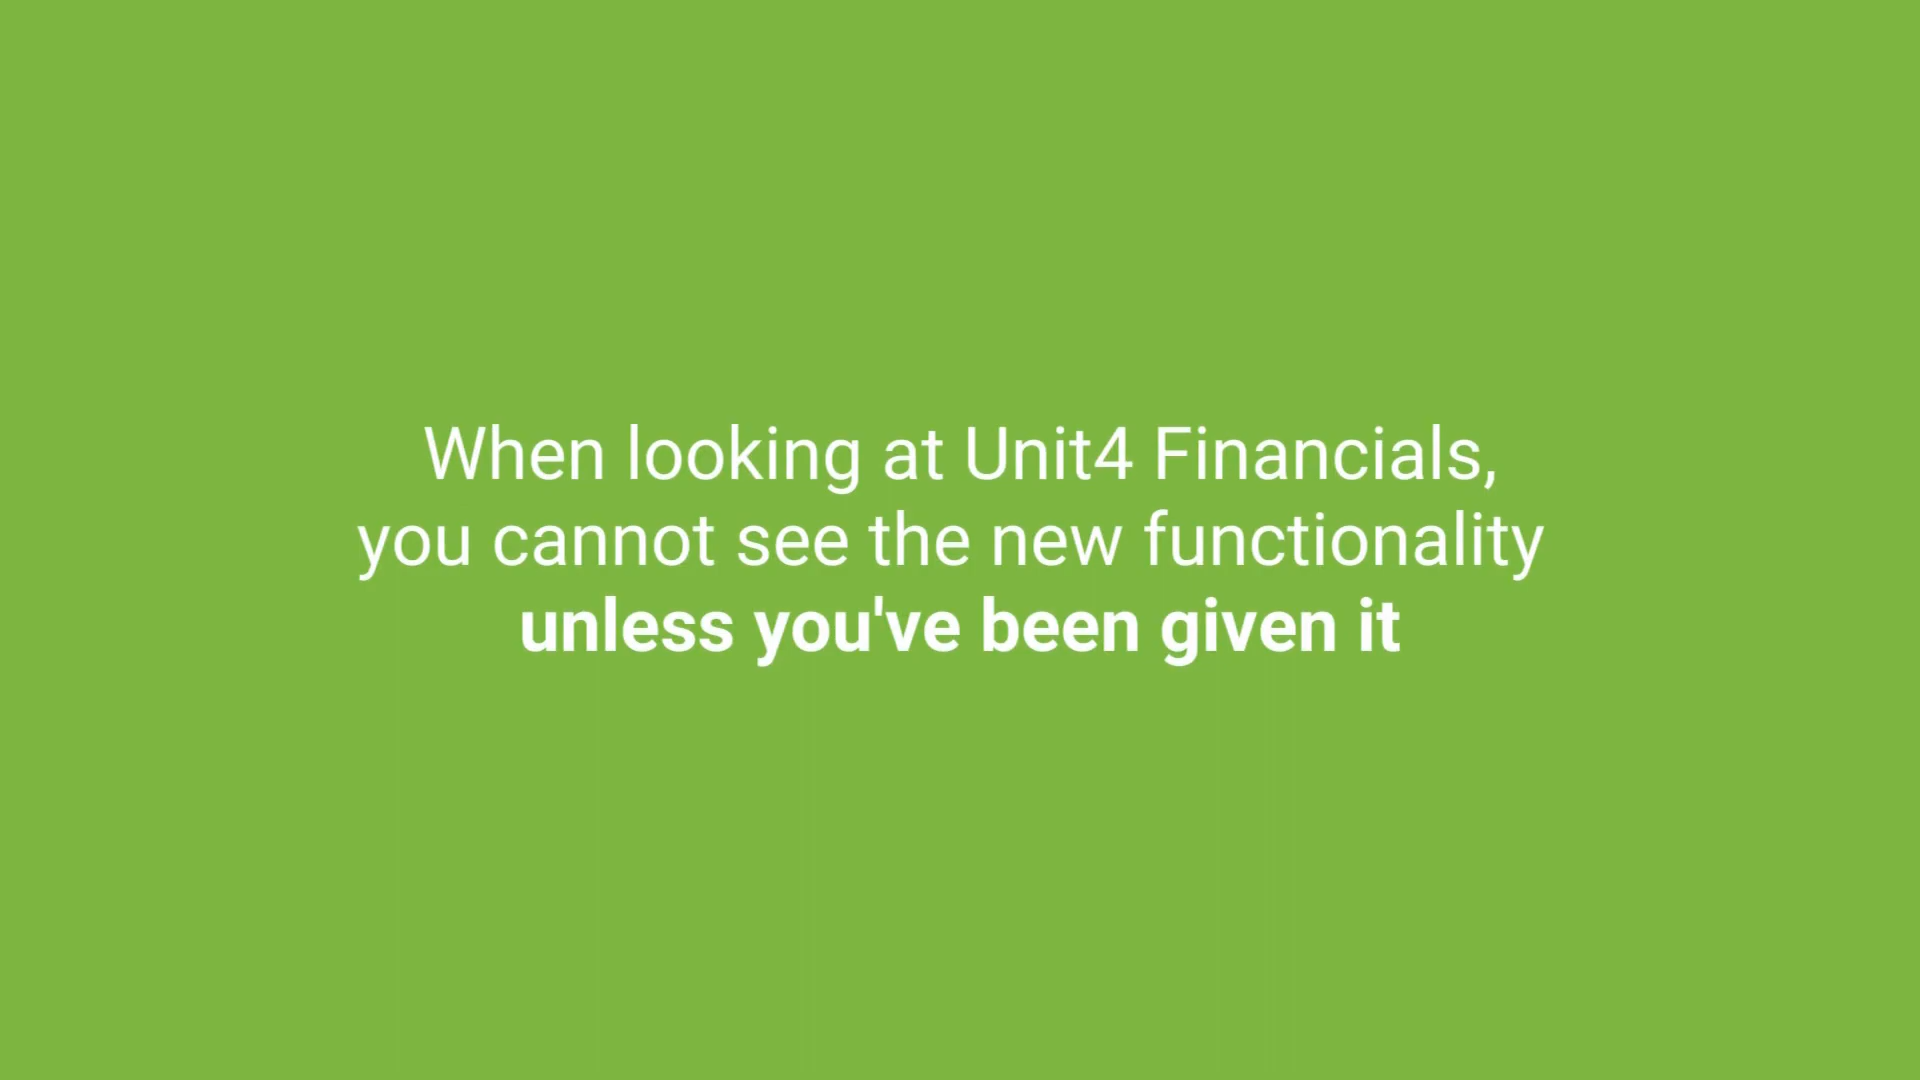 When looking at Unit4 Financials,
you cannot see the new functionality
unless you've been given it